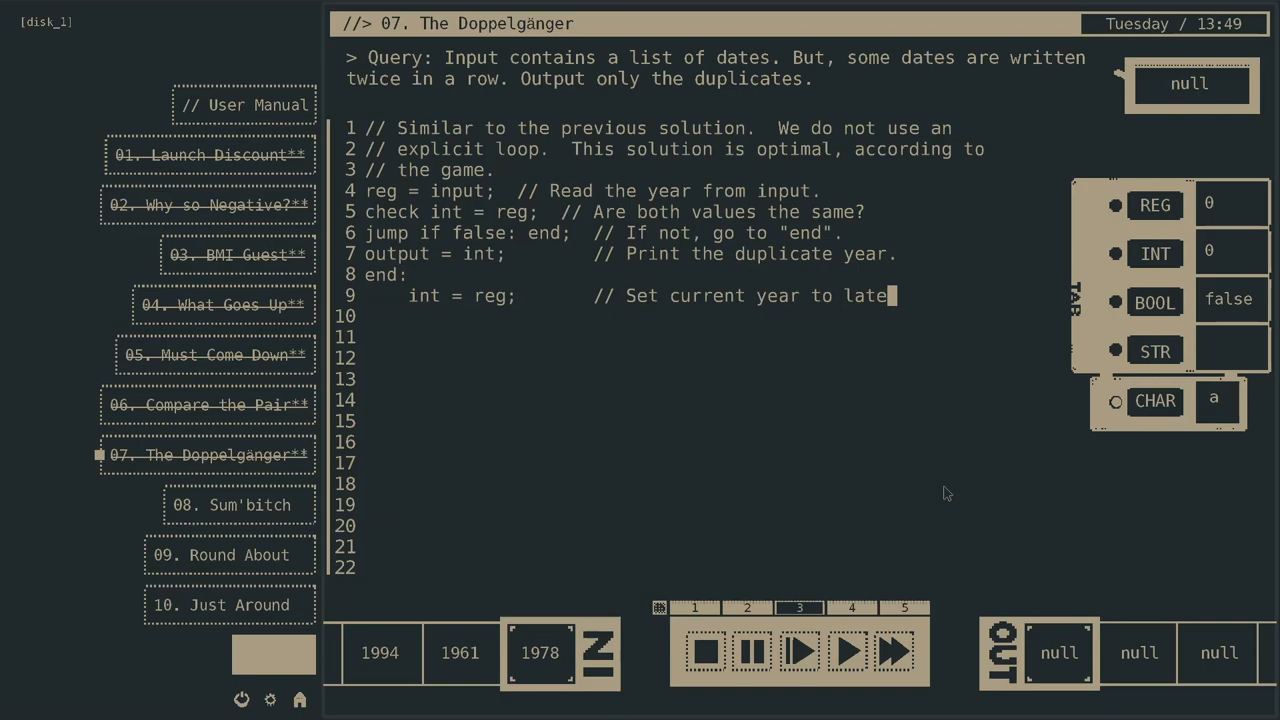 [disk_1]
// User Manual
01. Launch Discount**
02. Why so Negative?**
03. BMI Guest**
04. What Goes Up**
05. Must Come Down**
06. Compare the Pair**
07. The Doppelgänger**
08. Sum'bitch
09. Round About
10. Just Around
//> 07. The Doppelgänger
Tuesday / 13:49
> Query: Input contains a list of dates. But, some dates are written
twice in a row. Output only the duplicates.
null
1 // Similar to the previous solution.  We do not use an
2 // explicit loop.  This solution is optimal, according to
3 // the game.
4 reg = input;  // Read the year from input.
5 check int = reg;  // Are both values the same?
6 jump if false: end;  // If not, go to "end".
7 output = int;        // Print the duplicate year.
8 end:
9     int = reg;       // Set current year to late
10
11
12
13
14
15
16
17
18
19
20
21
22
REG 0
INT 0
BOOL false
STR
CHAR a
TAB
1 2 3 4 5
1994 1961 1978 IN
OUT null null null